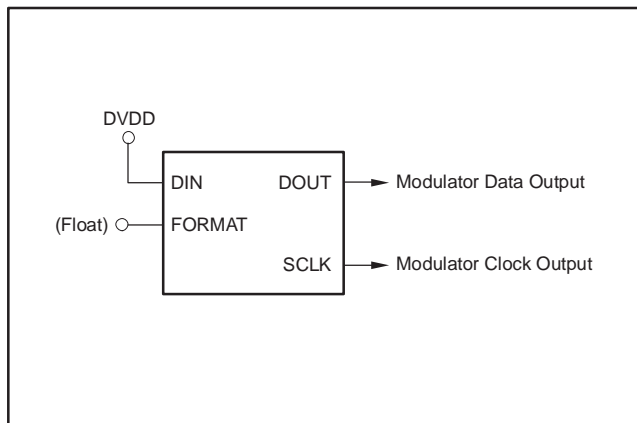 DVDD
DIN DOUT Modulator Data Output
(Float) FORMAT
SCLK Modulator Clock Output